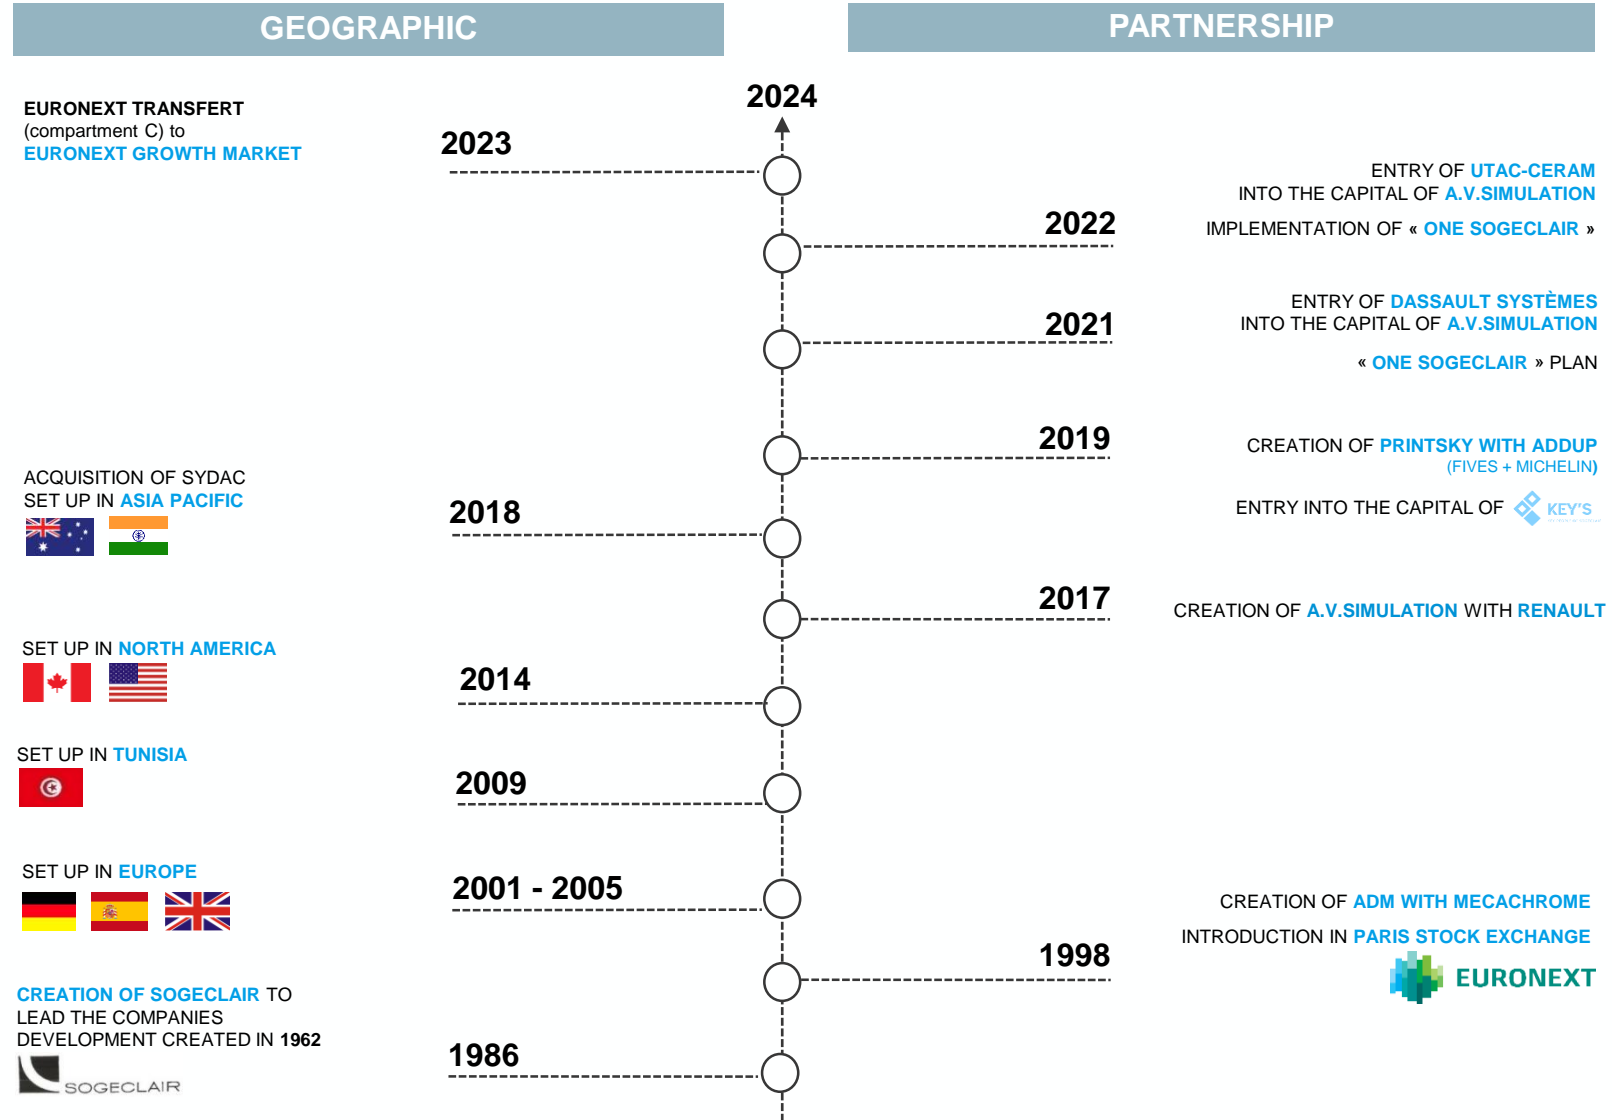 GEOGRAPHIC
PARTNERSHIP
2024
EURONEXT TRANSFERT
(compartment C) to
EURONEXT GROWTH MARKET
2023
ENTRY OF UTAC-CERAM
INTO THE CAPITAL OF A.V.SIMULATION
IMPLEMENTATION OF « ONE SOGECLAIR »
2022
ENTRY OF DASSAULT SYSTÈMES
INTO THE CAPITAL OF A.V.SIMULATION
« ONE SOGECLAIR » PLAN
2021
2019
CREATION OF PRINTSKY WITH ADDUP
(FIVES + MICHELIN)
ENTRY INTO THE CAPITAL OF KEY'S
ACQUISITION OF SYDAC
SET UP IN ASIA PACIFIC
2018
2017
CREATION OF A.V.SIMULATION WITH RENAULT
SET UP IN NORTH AMERICA
2014
SET UP IN TUNISIA
2009
SET UP IN EUROPE
2001 - 2005
CREATION OF ADM WITH MECACHROME
INTRODUCTION IN PARIS STOCK EXCHANGE
EURONEXT
1998
CREATION OF SOGECLAIR TO
LEAD THE COMPANIES
DEVELOPMENT CREATED IN 1962
SOGECLAIR
1986